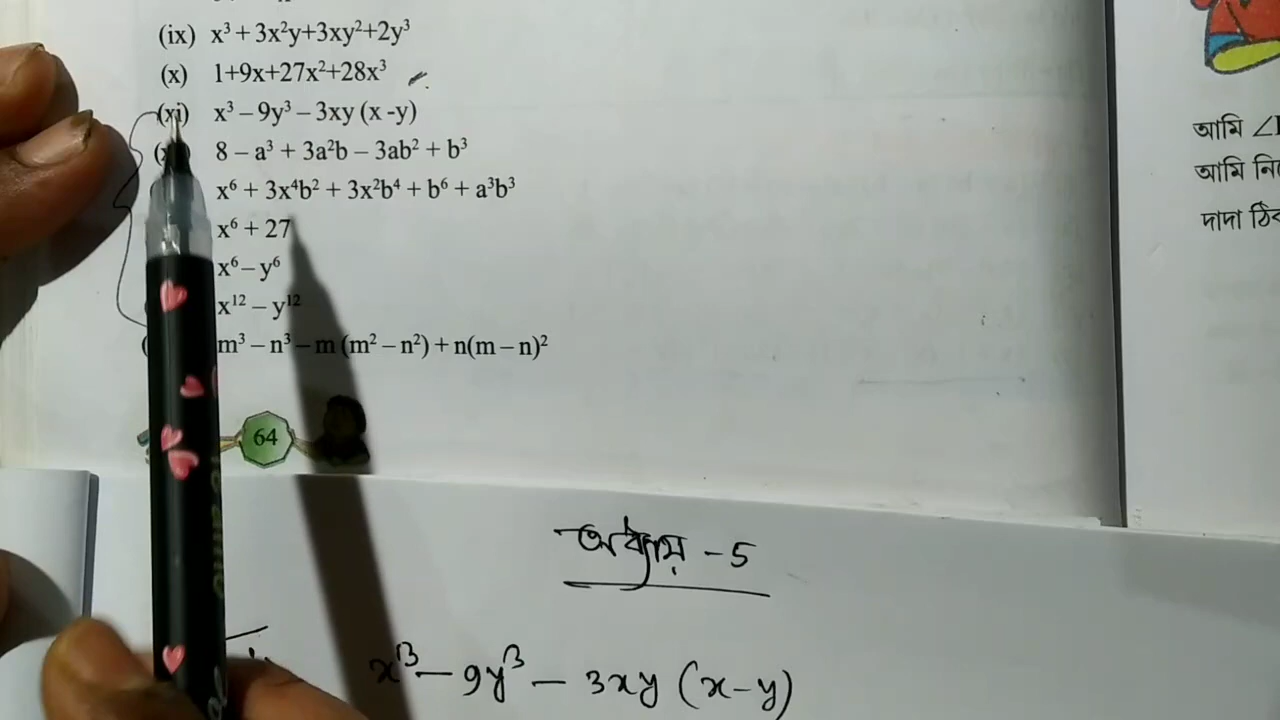 (ix) x³ + 3x²y+3xy²+2y³
(x) 1+9x+27x²+28x³
(xi) x³ – 9y³ – 3xy (x -y)
8 – a³ + 3a²b – 3ab² + b³
x⁶ + 3x⁴b² + 3x²b⁴ + b⁶ + a³b³
x⁶ + 27
x⁶ – y⁶
x¹² – y¹²
m³ – n³ – m (m² – n²) + n(m – n)²
64
আমি
আমি
দাদা
অধ্যায় -5
x³ – 9y³ – 3xy (x–y)